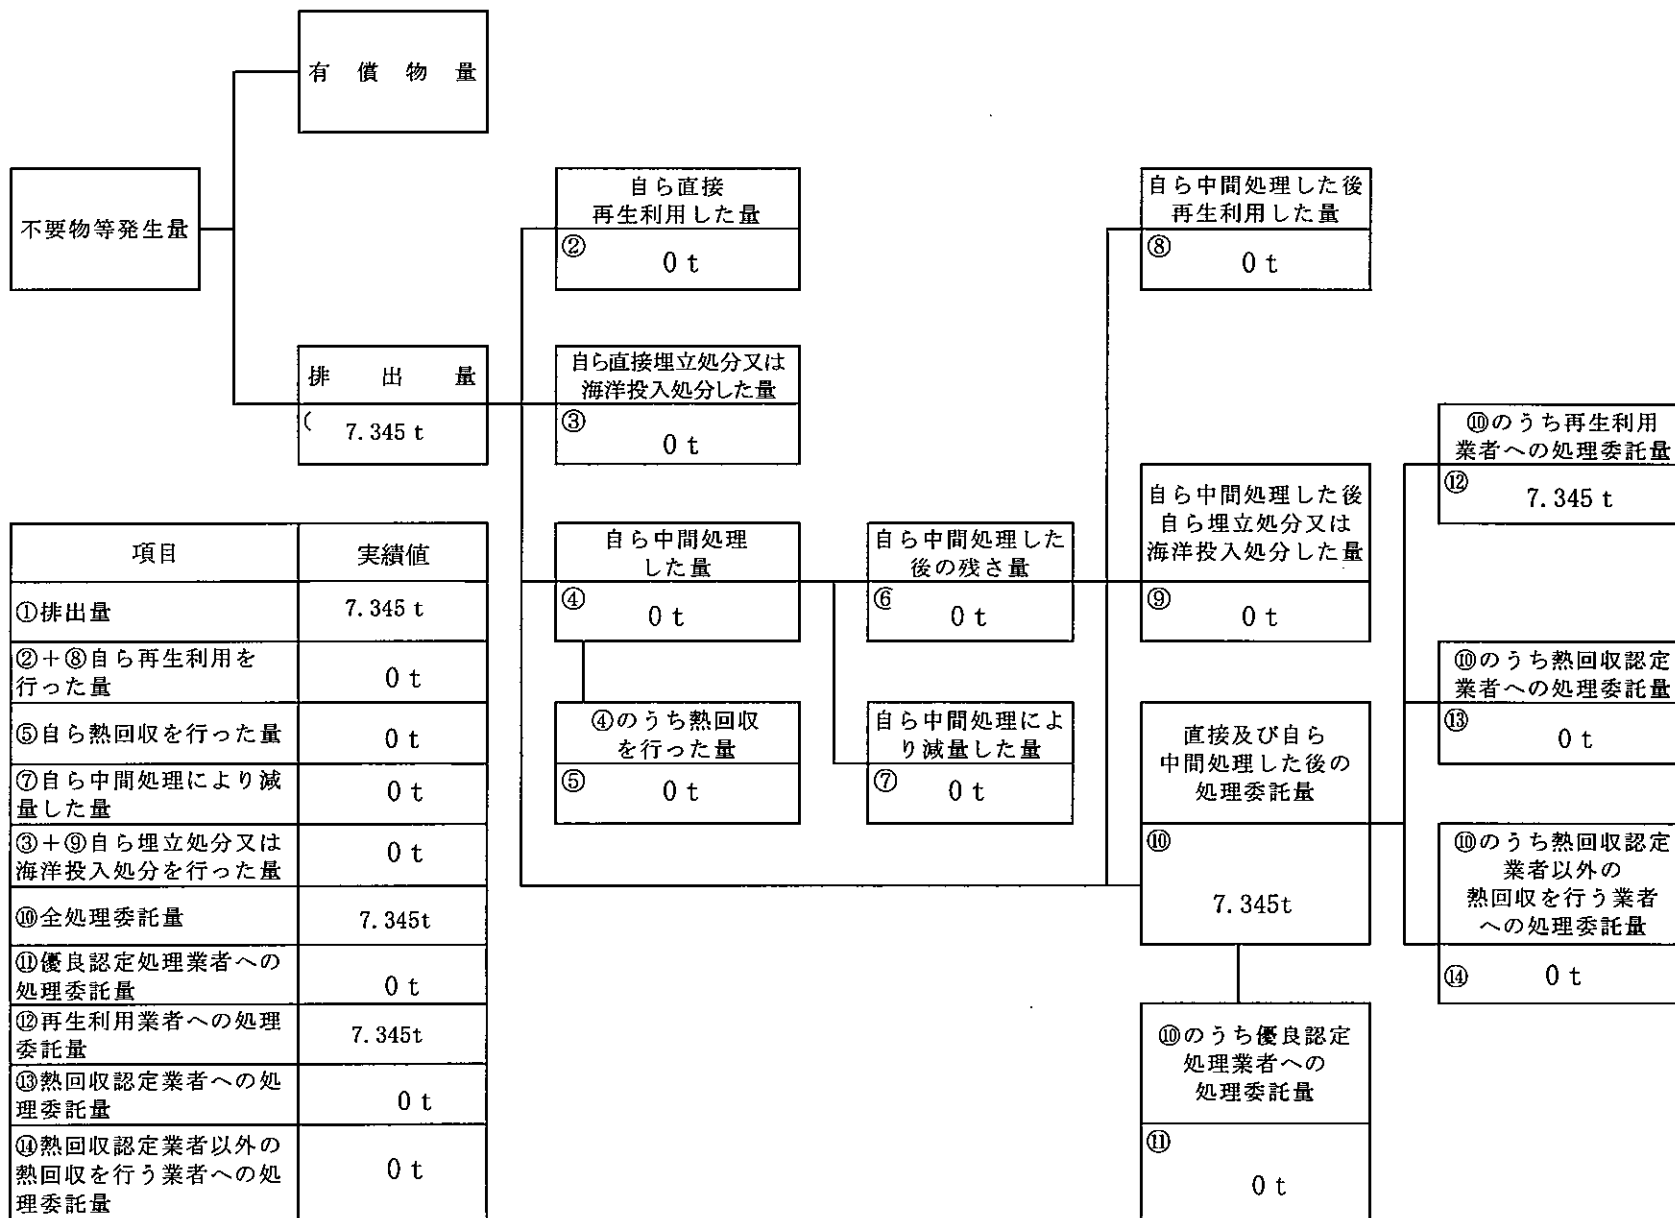 有償物量
不要物等発生量
自ら直接
再生利用した量
②
0 t
自ら中間処理した後
再生利用した量
⑧
0 t
排出量
7.345 t
自ら直接埋立処分又は
海洋投入処分した量
③
0 t
⑩のうち再生利用
業者への処理委託量
⑫
7.345 t
自ら中間処理
した量
④
0 t
自ら中間処理した
後の残さ量
⑥
0 t
自ら中間処理した後
自ら埋立処分又は
海洋投入処分した量
⑨
0 t
⑩のうち熱回収認定
業者への処理委託量
⑬
0 t
④のうち熱回収
を行った量
⑤
0 t
自ら中間処理によ
り減量した量
⑦
0 t
直接及び自ら
中間処理した後の
処理委託量
⑩
7.345t
⑩のうち熱回収認定
業者以外の
熱回収を行う業者
への処理委託量
⑭
0 t
⑩のうち優良認定
処理業者への
処理委託量
⑪
0 t
項目 実績値
①排出量 7.345 t
②+⑧自ら再生利用を
行った量 0 t
⑤自ら熱回収を行った量 0 t
⑦自ら中間処理により減
量した量 0 t
③+⑨自ら埋立処分又は
海洋投入処分を行った量 0 t
⑩全処理委託量 7.345t
⑪優良認定処理業者への
処理委託量 0 t
⑫再生利用業者への処理
委託量 7.345t
⑬熱回収認定業者への処
理委託量 0 t
⑭熱回収認定業者以外の
熱回収を行う業者への処
理委託量 0 t